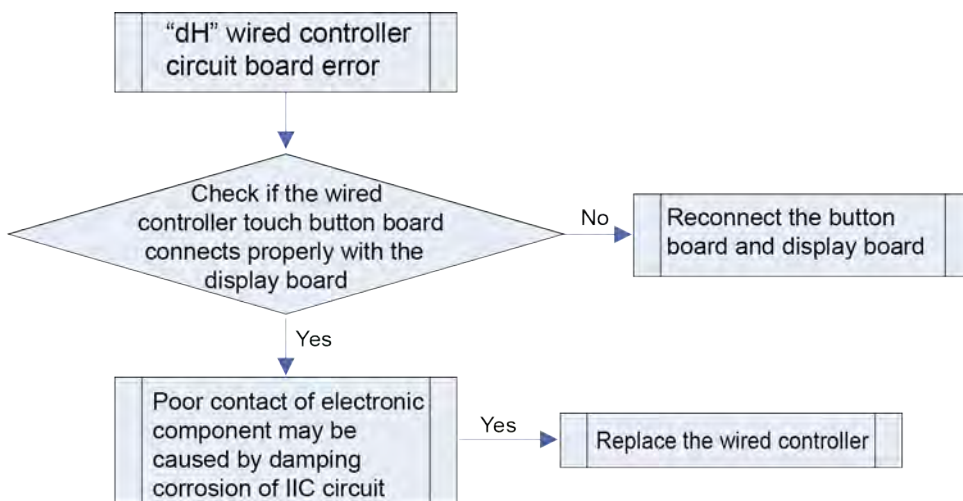 “dH” wired controller
circuit board error
Check if the wired
controller touch button board
connects properly with the
display board
No
Reconnect the button
board and display board
Yes
Poor contact of electronic
component may be
caused by damping
corrosion of IIC circuit
Yes
Replace the wired controller